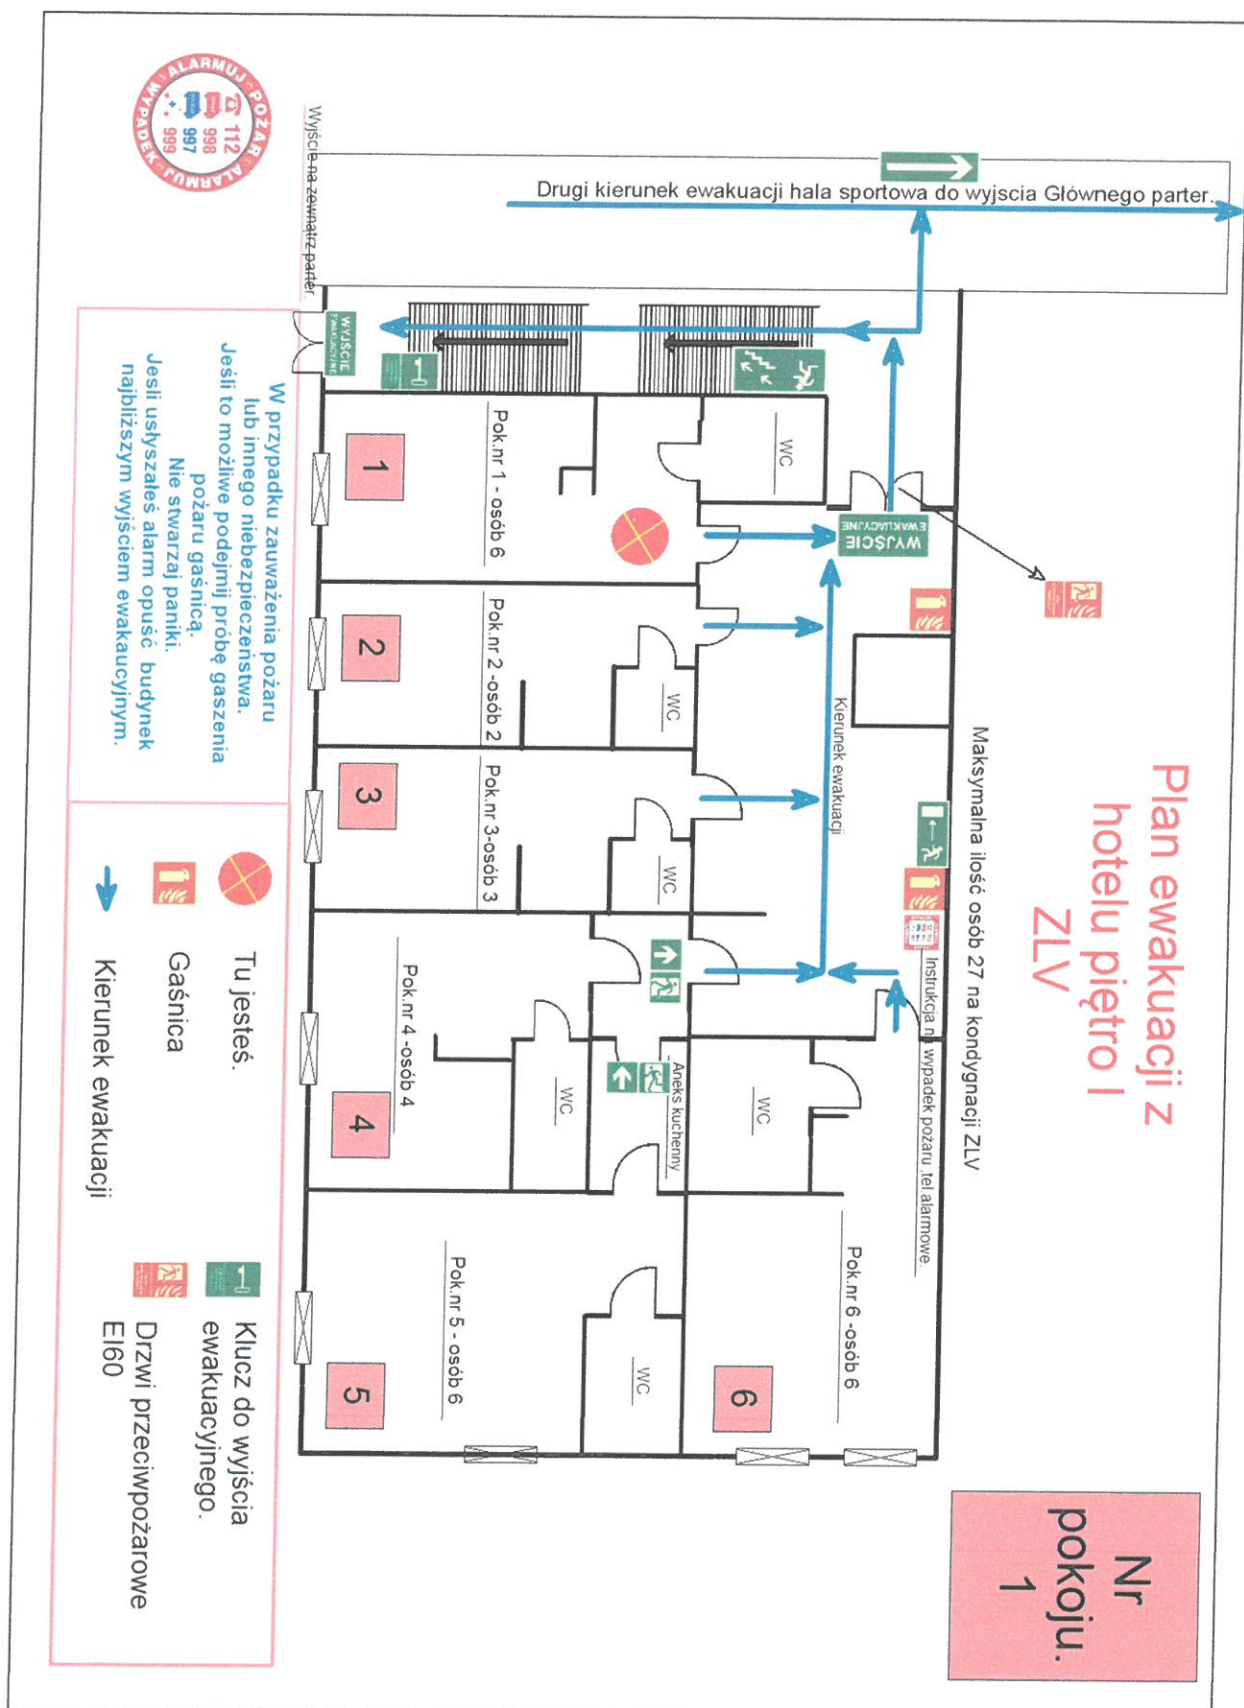 Plan ewakuacji z
hotelu piętro I
ZLV
Nr
pokoju.
1
Maksymalna ilość osób 27 na kondygnacji ZLV
Drugi kierunek ewakuacji hala sportowa do wyjscia Głównego parter.
Instrukcja na wypadek pożaru ,tel alarmowe.
WYJŚCIE
EWAKUACYJNE
Kierunek ewakuacji
WC
WC
WC
WC
WC
WC
Aneks kuchenny
Pok.nr 1 - osób 6
Pok.nr 2 -osób 2
Pok.nr 3-osób 3
Pok.nr 4 -osób 4
Pok.nr 5 - osób 6
Pok.nr 6 -osób 6
1
2
3
4
5
6
WYJŚCIE
EWAKUACYJNE
Wyjście na zewnątrz parter.
ALARMUJ POŻAR ALARMUJ WYPADEK
112
998
997
999
W przypadku zauważenia pożaru
lub innego niebezpieczeństwa.
Jeśli to możliwe podejmij próbę gaszenia
pożaru gaśnicą.
Nie stwarzaj paniki.
Jesli usłyszałeś alarm opuść budynek
najbliższym wyjściem ewakaucyjnym.
Tu jesteś.
Gaśnica
Kierunek ewakuacji
Klucz do wyjścia
ewakuacyjnego.
Drzwi przeciwpożarowe
EI60